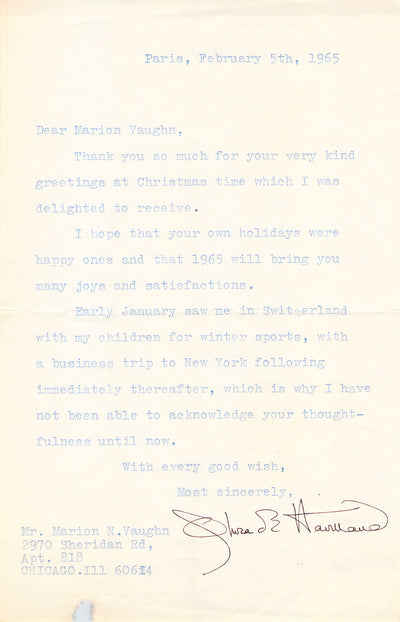 Paris, February 5th, 1965
Dear Marion Vaughn,
Thank you so much for your very kind
greetings at Christmas time which I was
delighted to receive.
I hope that your own holidays were
happy ones and that 1965 will bring you
many joys and satisfactions.
Early January saw me in Switzerland
with my children for winter sports, with
a business trip to New York following
immediately thereafter, which is why I have
not been able to acknowledge your thought-
fulness until now.
With every good wish,
Most sincerely,
Olivia de Havilland
Mr. Marion N.Vaughn
2970 Sheridan Rd,
Apt. 818
CHICAGO.Ill 60614